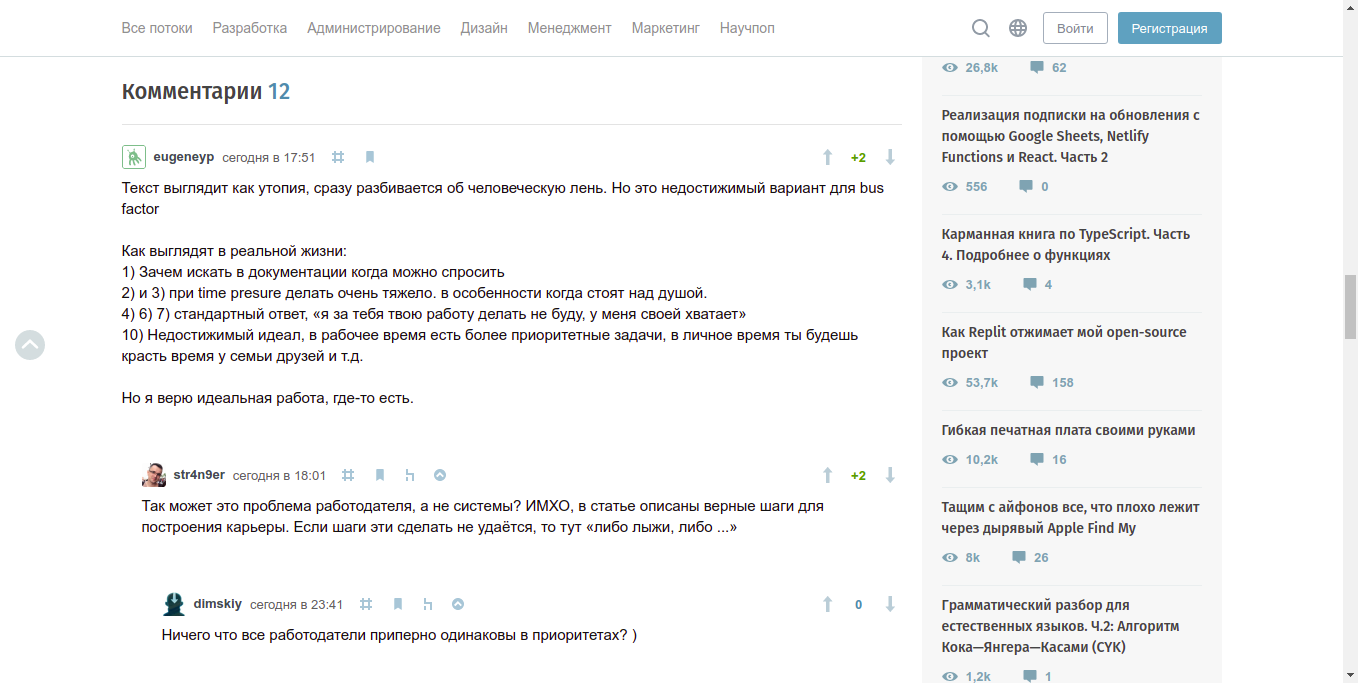 Все потоки Разработка Администрирование Дизайн Менеджмент Маркетинг Научпоп Войти Регистрация
Комментарии 12
eugeneyp сегодня в 17:51 +2
Текст выглядит как утопия, сразу разбивается об человеческую лень. Но это недостижимый вариант для bus
factor
Как выглядят в реальной жизни:
1) Зачем искать в документации когда можно спросить
2) и 3) при time presure делать очень тяжело. в особенности когда стоят над душой.
4) 6) 7) стандартный ответ, «я за тебя твою работу делать не буду, у меня своей хватает»
10) Недостижимый идеал, в рабочее время есть более приоритетные задачи, в личное время ты будешь
красть время у семьи друзей и т.д.
Но я верю идеальная работа, где-то есть.
str4n9er сегодня в 18:01 +2
Так может это проблема работодателя, а не системы? ИМХО, в статье описаны верные шаги для
построения карьеры. Если шаги эти сделать не удаётся, то тут «либо лыжи, либо ...»
dimskiy сегодня в 23:41 0
Ничего что все работодатели приперно одинаковы в приоритетах? )
26,8k 62
Реализация подписки на обновления с
помощью Google Sheets, Netlify
Functions и React. Часть 2
556 0
Карманная книга по TypeScript. Часть
4. Подробнее о функциях
3,1k 4
Как Replit отжимает мой open-source
проект
53,7k 158
Гибкая печатная плата своими руками
10,2k 16
Тащим с айфонов все, что плохо лежит
через дырявый Apple Find My
8k 26
Грамматический разбор для
естественных языков. Ч.2: Алгоритм
Кока—Янгера—Касами (CYK)
1,2k 1